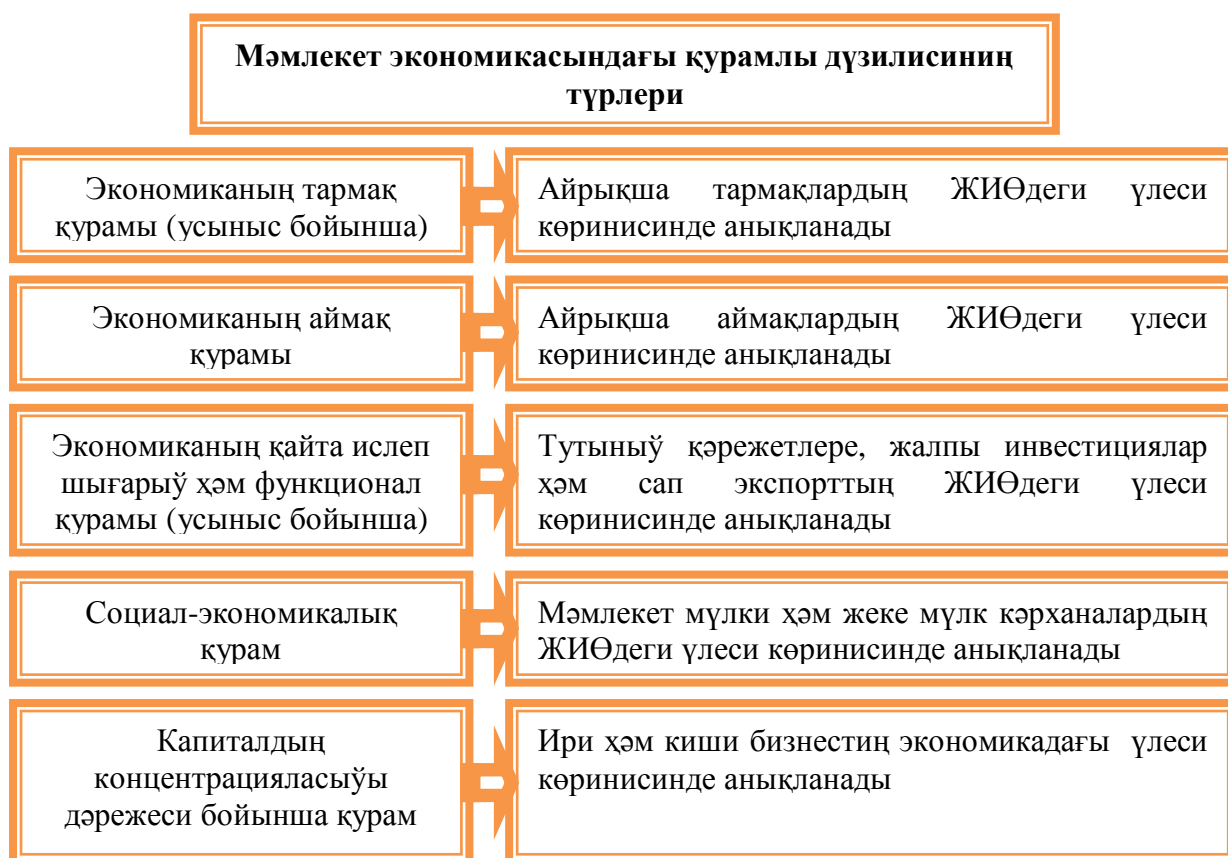 Мәмлекет экономикасындағы қурамлы дүзилисиниң
түрлери
Экономиканың тармақ
қурамы (усыныс бойынша)
Айрықша тармақлардың ЖИӨдеги үлеси
көринисинде анықланады
Экономиканың аймақ
қурамы
Айрықша аймақлардың ЖИӨдеги үлеси
көринисинде анықланады
Экономиканың қайта ислеп
шығарыў ҳәм функционал
қурамы (усыныс бойынша)
Тутыныў қәрежетлере, жалпы инвестициялар
ҳәм сап экспорттың ЖИӨдеги үлеси
көринисинде анықланады
Социал-экономикалық
қурам
Мәмлекет мүлки ҳәм жеке мүлк кәрханалардың
ЖИӨдеги үлеси көринисинде анықланады
Капиталдың
концентрацияласыўы
дәрежеси бойынша қурам
Ири ҳәм киши бизнестиң экономикадағы үлеси
көринисинде анықланады